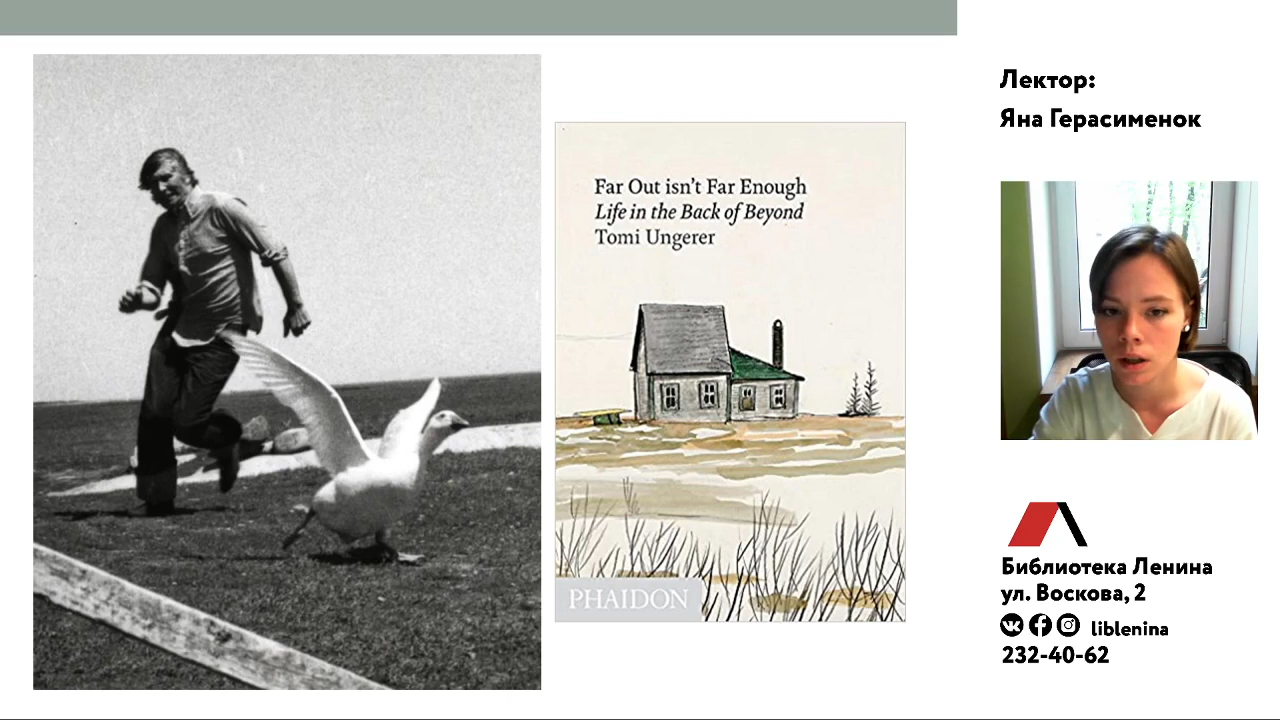 Far Out isn't Far Enough
Life in the Back of Beyond
Tomi Ungerer
PHAIDON
Лектор:
Яна Герасименок
Библиотека Ленина
ул. Воскова, 2
liblenina
232-40-62